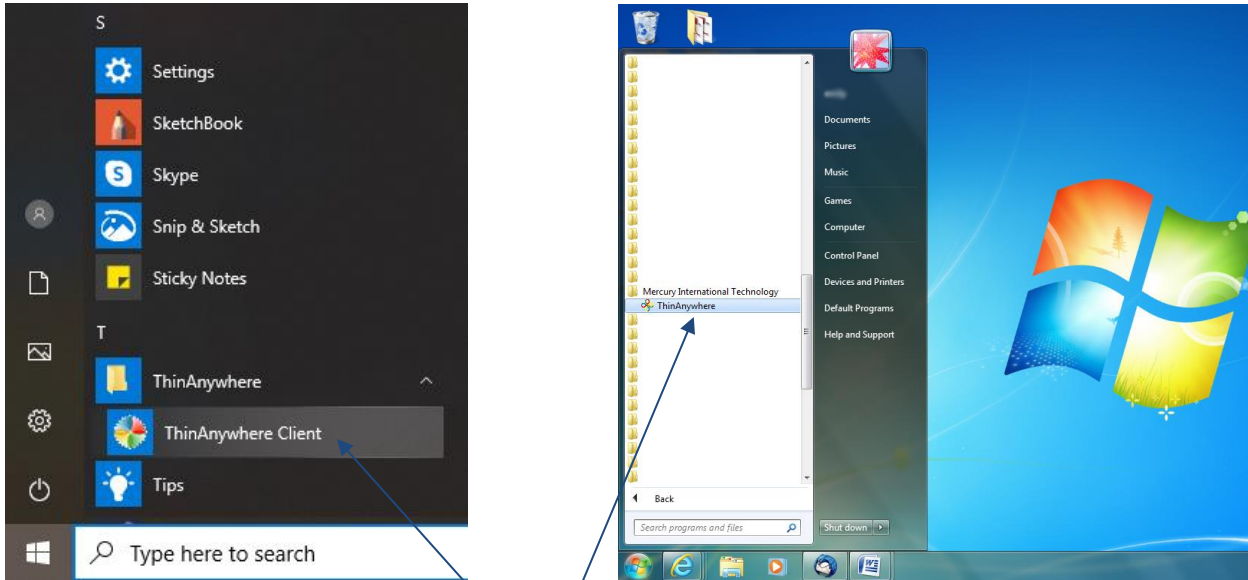 S
Settings
SketchBook
Skype
Snip & Sketch
Sticky Notes
T
ThinAnywhere
ThinAnywhere Client
Tips
Type here to search
Mercury International Technology
ThinAnywhere
Back
Search programs and files
Documents
Pictures
Music
Games
Computer
Control Panel
Devices and Printers
Default Programs
Help and Support
Shut down